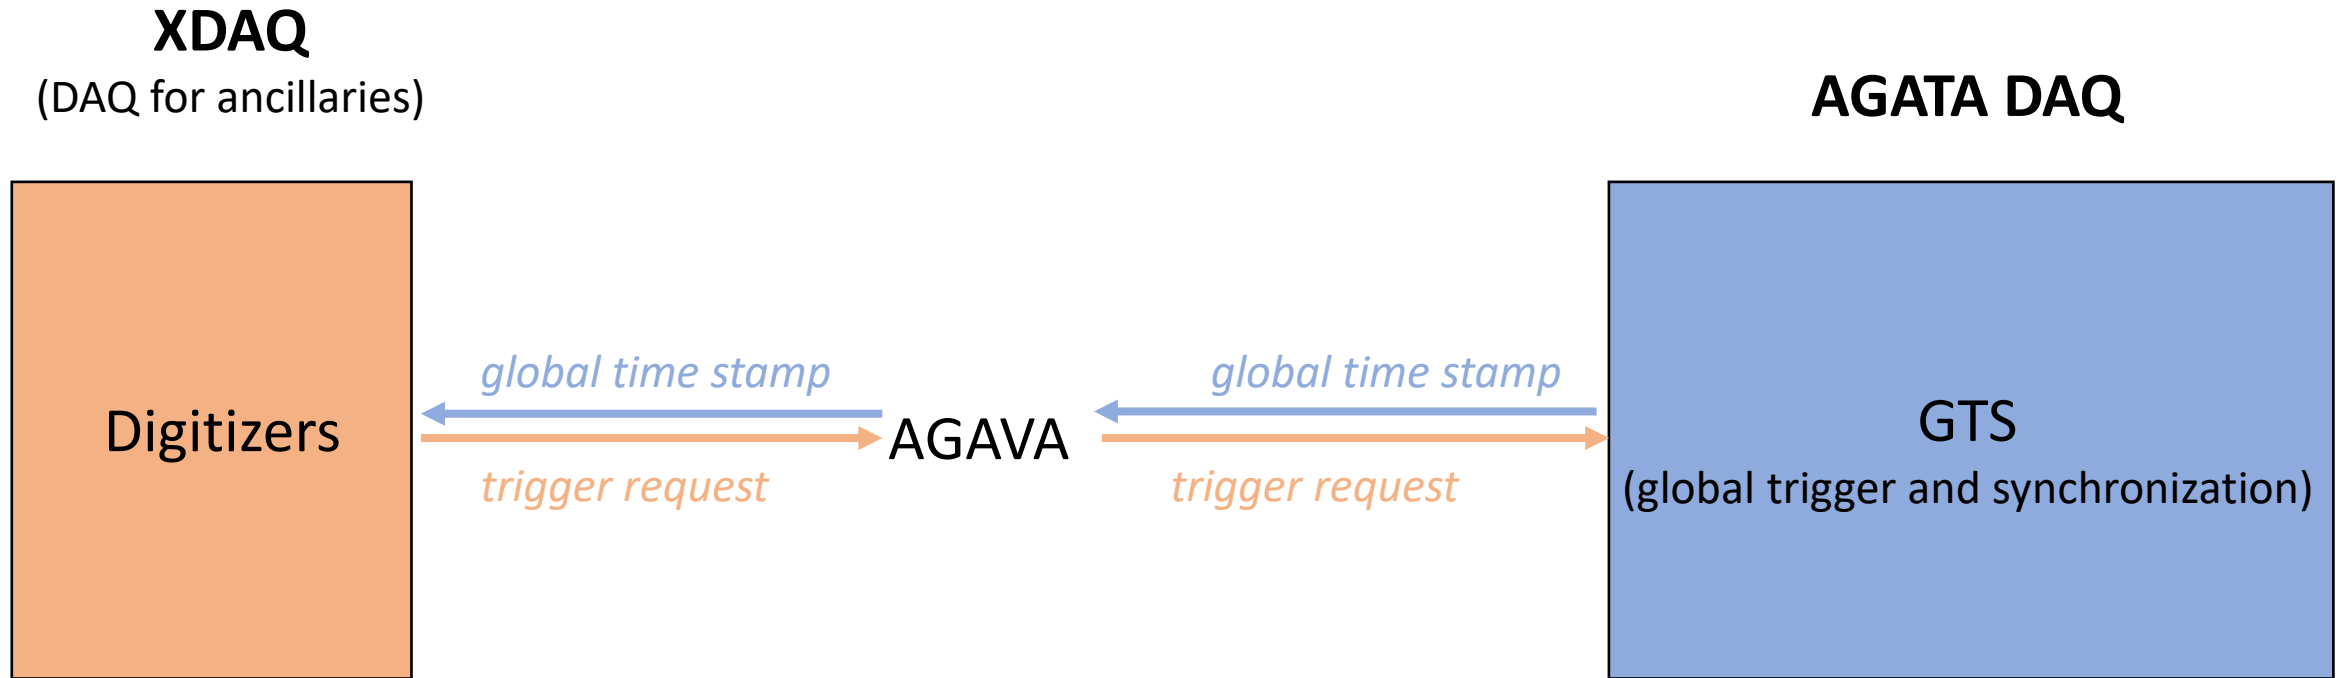 XDAQ
(DAQ for ancillaries)
AGATA DAQ
Digitizers
global time stamp
trigger request
AGAVA
global time stamp
trigger request
GTS
(global trigger and synchronization)